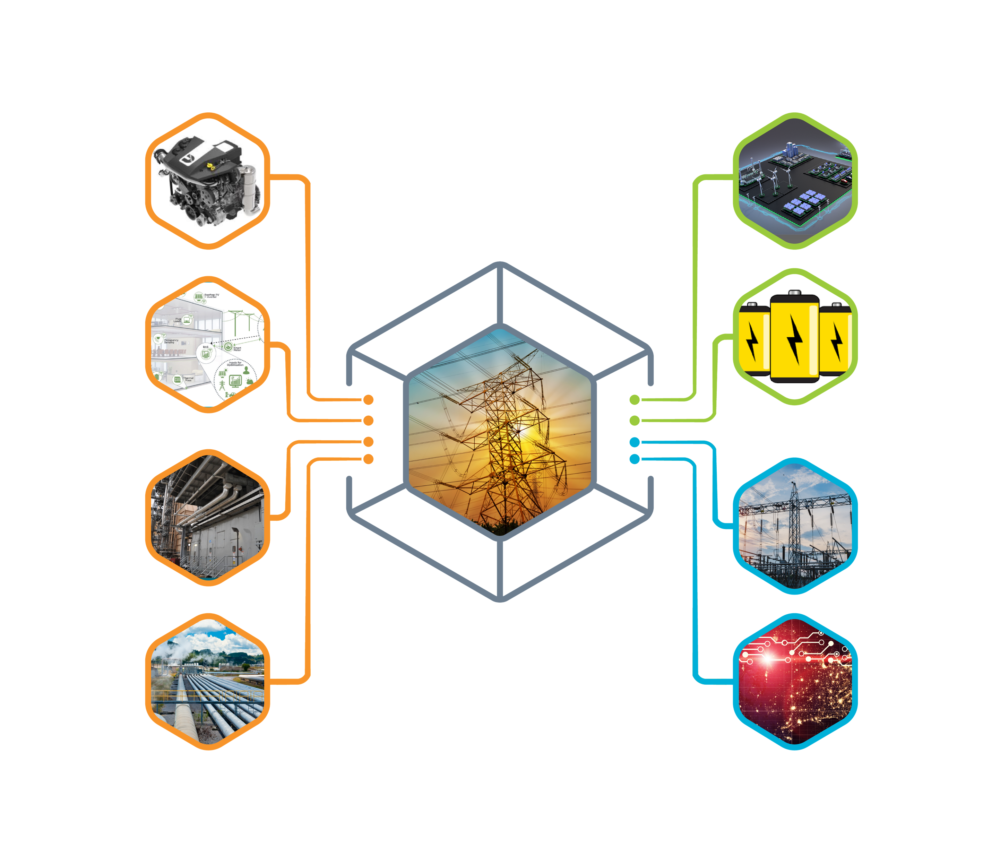 Rooftop PV
+ Inverter
Plug
Loads
Occupancy
Sensing
BAS
Smart
Meter
Inputs for
Optimization
Thermal
Mass